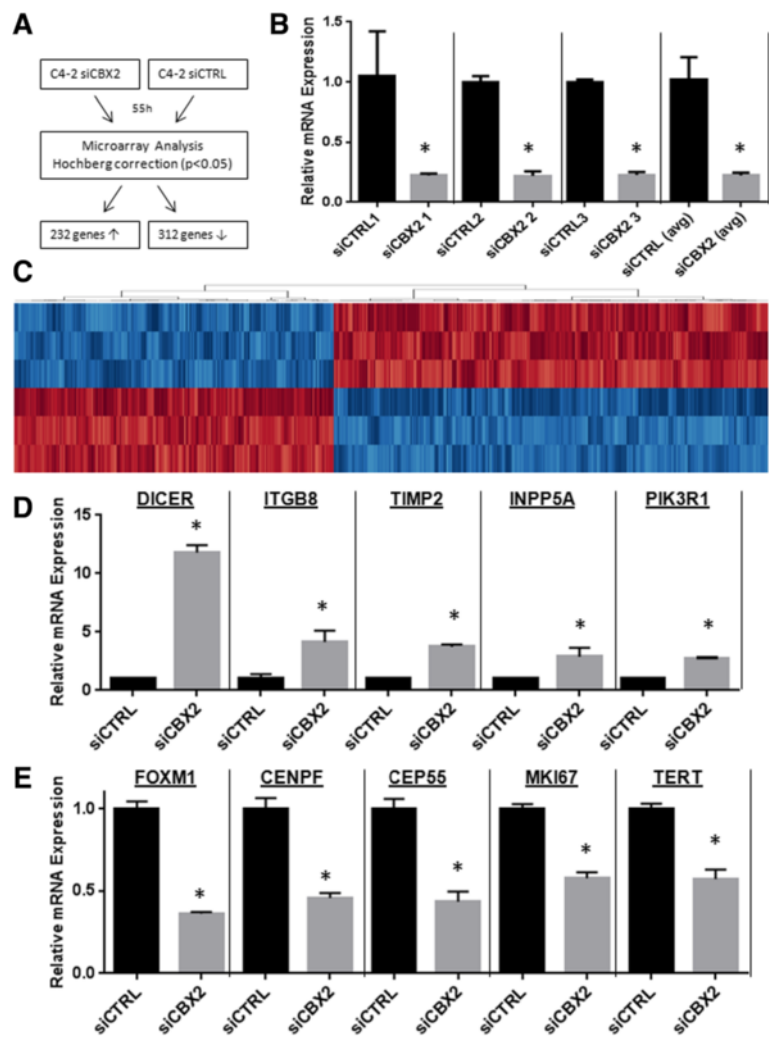 A
C4-2 siCBX2
C4-2 siCTRL
55h
Microarray Analysis
Hochberg correction (p<0.05)
232 genes ↑
312 genes ↓
B
Relative mRNA Expression
1.5
1.0
0.5
0.0
* * * *
siCTRL1
siCBX2 1
siCTRL2
siCBX2 2
siCTRL3
siCBX2 3
siCTRL (avg)
siCBX2 (avg)
C
D
DICER ITGB8 TIMP2 INPP5A PIK3R1
Relative mRNA Expression
15
10
5
0
* * * * *
siCTRL
siCBX2
siCTRL
siCBX2
siCTRL
siCBX2
siCTRL
siCBX2
siCTRL
siCBX2
E
FOXM1 CENPF CEP55 MKI67 TERT
Relative mRNA Expression
1.0
0.5
0.0
* * * * *
siCTRL
siCBX2
siCTRL
siCBX2
siCTRL
siCBX2
siCTRL
siCBX2
siCTRL
siCBX2